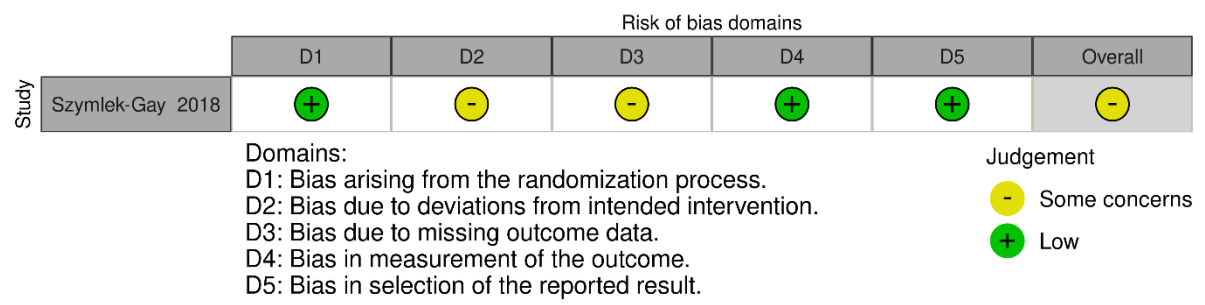 Risk of bias domains
D1 D2 D3 D4 D5 Overall
Study
Szymlek-Gay 2018 + - - + + -
Domains:
D1: Bias arising from the randomization process.
D2: Bias due to deviations from intended intervention.
D3: Bias due to missing outcome data.
D4: Bias in measurement of the outcome.
D5: Bias in selection of the reported result.
Judgement
- Some concerns
+ Low